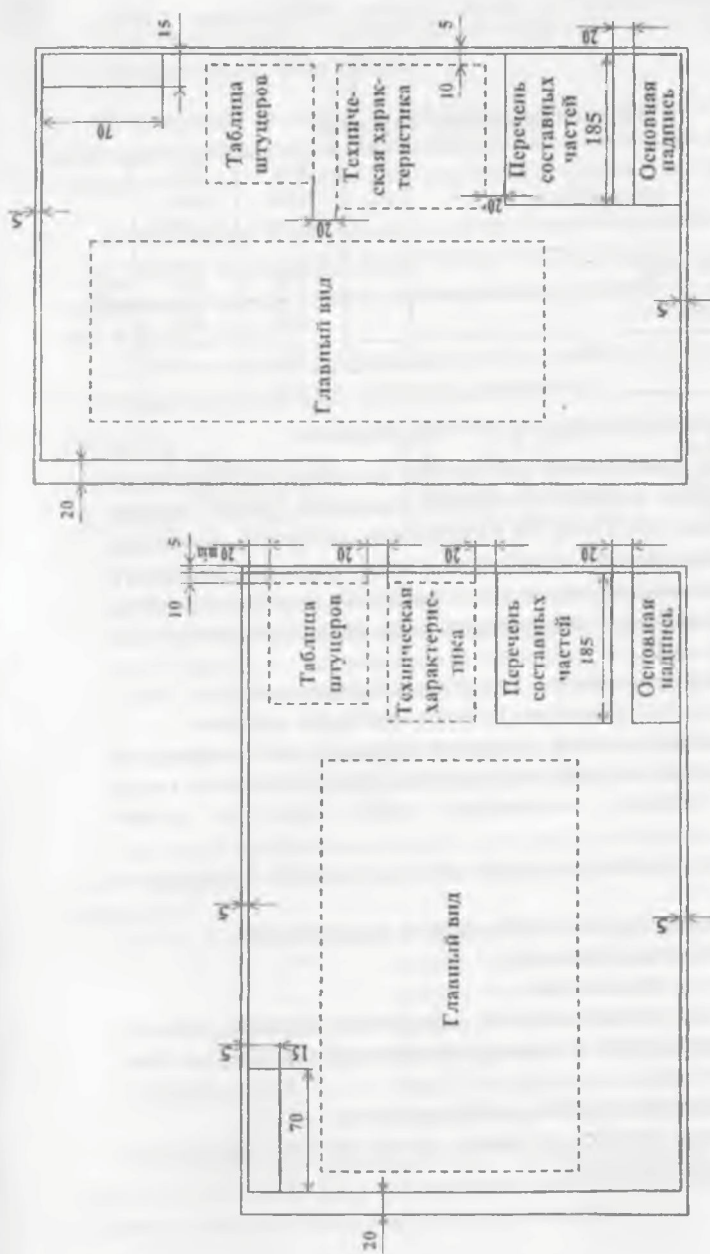 15
70
5
20
Таблица
штуцеров
20
Техниче-
ская харак-
теристика
10
5
20
Перечень
составных
частей
185
20
Основная
надпись
Главный вид
5
5
20 min
10
Таблица
штуцеров
20
Техническая
характерис-
тика
20
Перечень
составных
частей
185
20
Основная
надпись
Главный вид
5
5
5
15
70
20